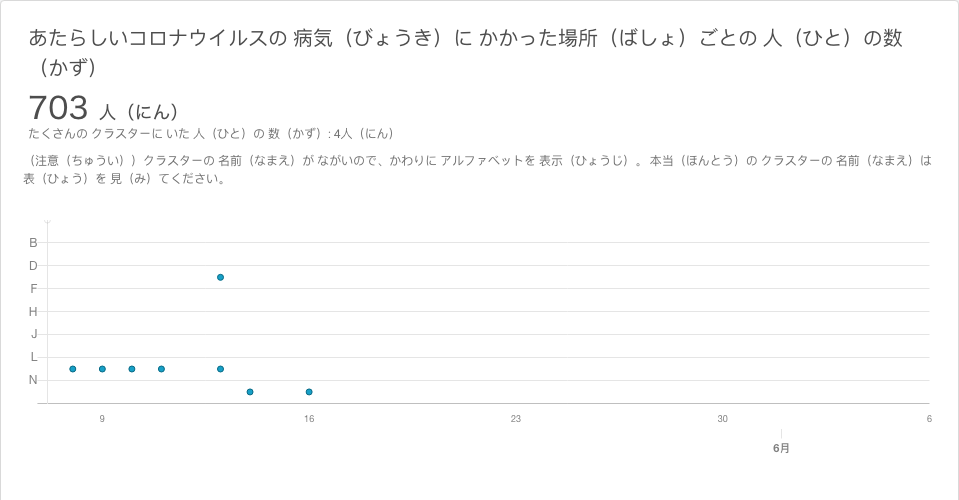 あたらしいコロナウイルスの 病気（びょうき）に かかった場所（ばしょ）ごとの 人（ひと）の数
（かず）
703 人（にん）
たくさんの クラスターに いた 人（ひと）の 数（かず）: 4人（にん）
（注意（ちゅうい））クラスターの 名前（なまえ）が ながいので、かわりに アルファベットを 表示（ひょうじ）。 本当（ほんとう）の クラスターの 名前（なまえ）は
表（ひょう）を 見（み）てください。
B
D
F
H
J
L
N
9 16 23 30 6
6月